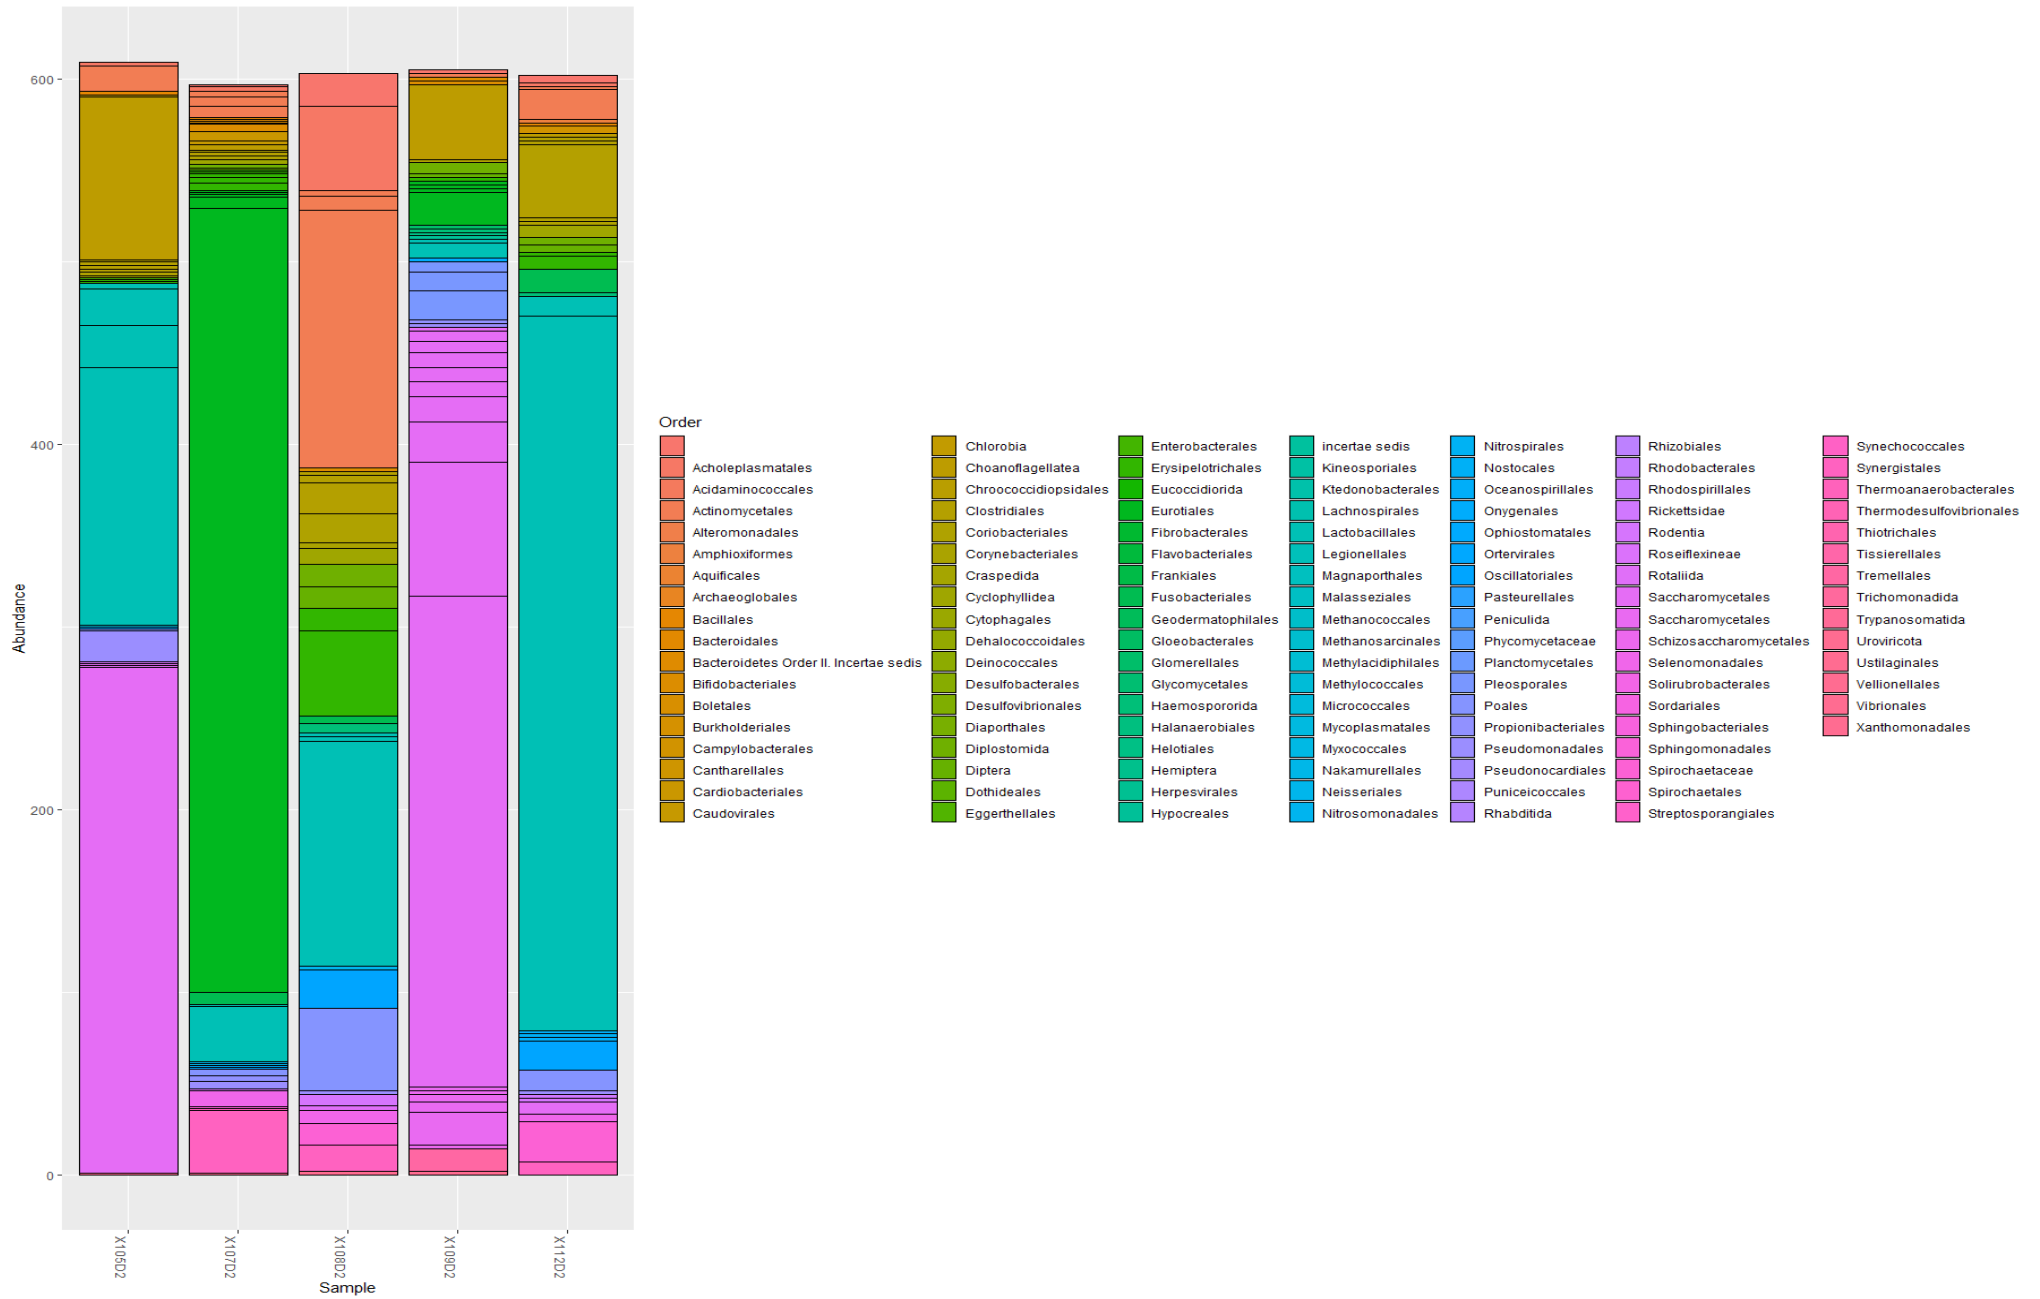 600
400
200
0
Abundance
X105D2
X107D2
X108D2
X109D2
X112D2
Sample
Order
Acholeplasmatales
Acidaminococcales
Actinomycetales
Alteromonadales
Amphioxiformes
Aquificales
Archaeoglobales
Bacillales
Bacteroidales
Bacteroidetes Order II. Incertae sedis
Bifidobacteriales
Boletales
Burkholderiales
Campylobacterales
Cantharellales
Cardiobacteriales
Caudovirales
Chlorobia
Choanoflagellatea
Chroococcidiopsidales
Clostridiales
Coriobacteriales
Corynebacteriales
Craspedida
Cyclophyllidea
Cytophagales
Dehalococcoidales
Deinococcales
Desulfobacterales
Desulfovibrionales
Diaporthales
Diplostomida
Diptera
Dothideales
Eggerthellales
Enterobacterales
Erysipelotrichales
Eucoccidiorida
Eurotiales
Fibrobacterales
Flavobacteriales
Frankiales
Fusobacteriales
Geodermatophilales
Gloeobacterales
Glomerellales
Glycomycetales
Haemospororida
Halanaerobiales
Helotiales
Hemiptera
Herpesvirales
Hypocreales
incertae sedis
Kineosporiales
Ktedonobacterales
Lachnospirales
Lactobacillales
Legionellales
Magnaporthales
Malasseziales
Methanococcales
Methanosarcinales
Methylacidiphilales
Methylococcales
Micrococcales
Mycoplasmatales
Myxococcales
Nakamurellales
Neisseriales
Nitrosomonadales
Nitrospirales
Nostocales
Oceanospirillales
Onygenales
Ophiostomatales
Ortervirales
Oscillatoriales
Pasteurellales
Peniculida
Phycomycetaceae
Planctomycetales
Pleosporales
Poales
Propionibacteriales
Pseudomonadales
Pseudonocardiales
Puniceicoccales
Rhabditida
Rhizobiales
Rhodobacterales
Rhodospirillales
Rickettsidae
Rodentia
Roseiflexineae
Rotaliida
Saccharomycetales
Saccharomycetales
Schizosaccharomycetales
Selenomonadales
Solirubrobacterales
Sordariales
Sphingobacteriales
Sphingomonadales
Spirochaetaceae
Spirochaetales
Streptosporangiales
Synechococcales
Synergistales
Thermoanaerobacterales
Thermodesulfovibrionales
Thiotrichales
Tissierellales
Tremellales
Trichomonadida
Trypanosomatida
Uroviricota
Ustilaginales
Vellionellales
Vibrionales
Xanthomonadales